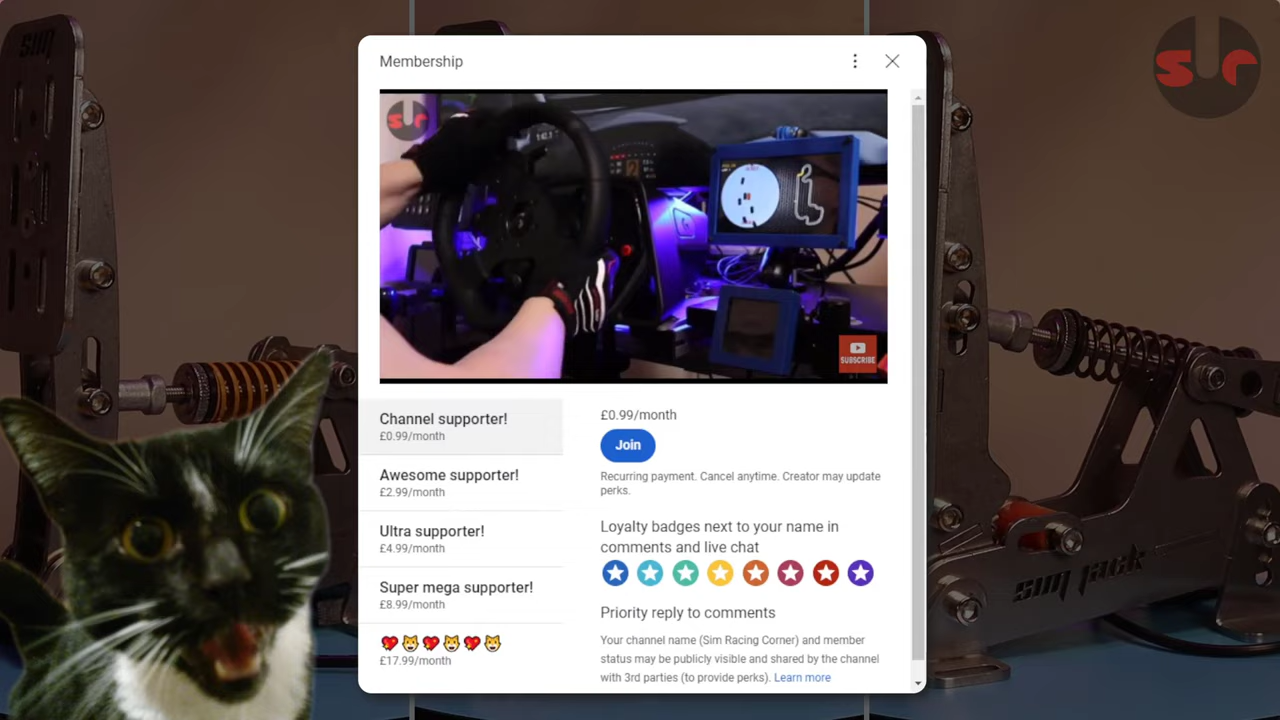 SIM
sur
Membership
sur
SUBSCRIBE
Channel supporter!
£0.99/month
Awesome supporter!
£2.99/month
Ultra supporter!
£4.99/month
Super mega supporter!
£8.99/month
£17.99/month
£0.99/month
Join
Recurring payment. Cancel anytime. Creator may update
perks.
Loyalty badges next to your name in
comments and live chat
Priority reply to comments
Your channel name (Sim Racing Corner) and member
status may be publicly visible and shared by the channel
with 3rd parties (to provide perks). Learn more
sim jack